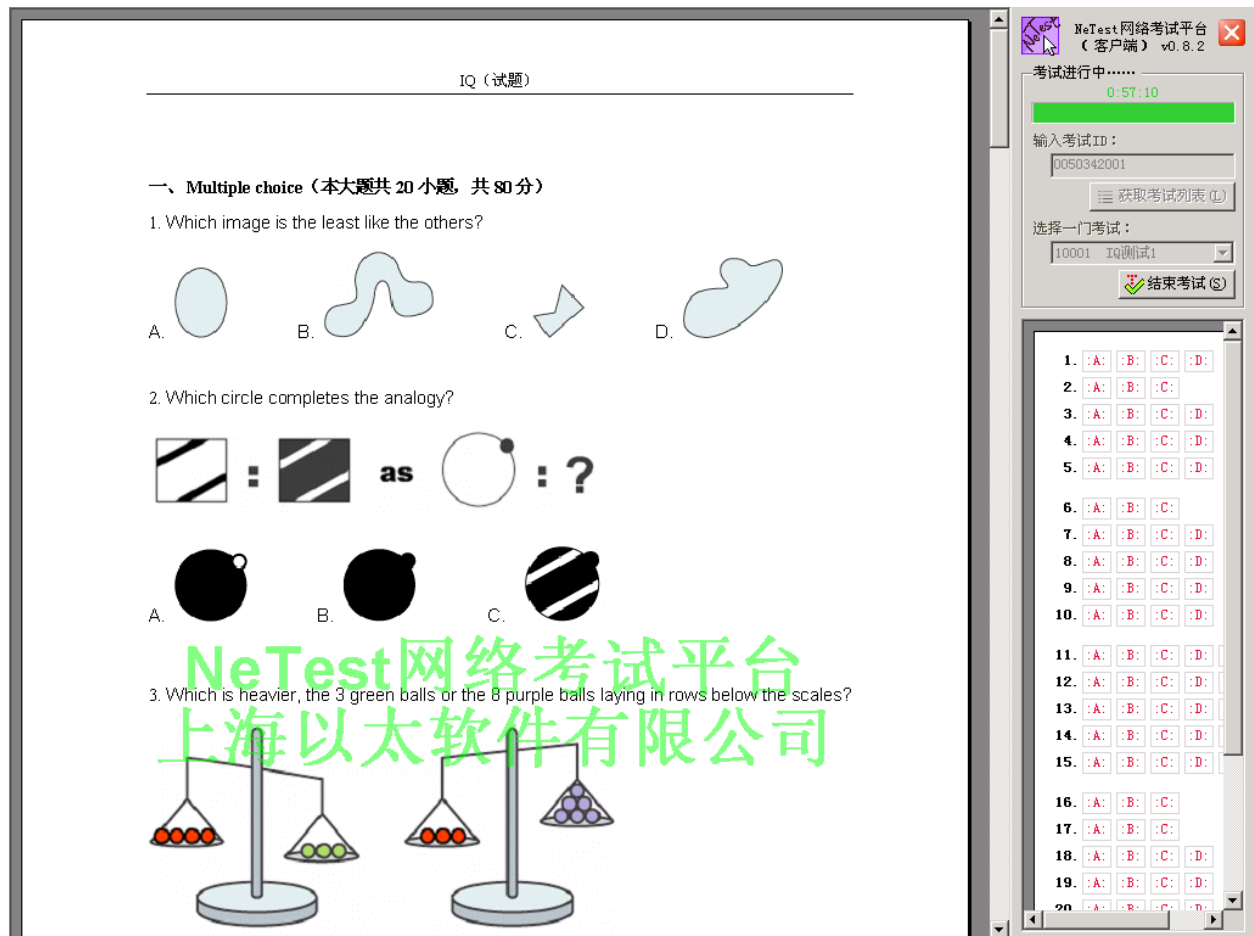 IQ（试题）
一、Multiple choice（本大题共 20 小题，共 80 分）
1. Which image is the least like the others?
A.
B.
C.
D.
2. Which circle completes the analogy?
: as : ?
A.
B.
C.
NeTest网络考试平台
3. Which is heavier, the 3 green balls or the 8 purple balls laying in rows below the scales?
上海以太软件有限公司
NeTest
NeTest网络考试平台
（客户端） v0.8.2
考试进行中······
0:57:10
输入考试ID：
0050342001
获取考试列表(L)
选择一门考试：
10001 IQ测试1
结束考试(S)
1. :A: :B: :C: :D:
2. :A: :B: :C:
3. :A: :B: :C: :D:
4. :A: :B: :C: :D:
5. :A: :B: :C: :D:
6. :A: :B: :C:
7. :A: :B: :C: :D:
8. :A: :B: :C: :D:
9. :A: :B: :C: :D:
10. :A: :B: :C: :D:
11. :A: :B: :C: :D:
12. :A: :B: :C: :D:
13. :A: :B: :C: :D:
14. :A: :B: :C: :D:
15. :A: :B: :C: :D:
16. :A: :B: :C:
17. :A: :B: :C:
18. :A: :B: :C: :D:
19. :A: :B: :C: :D:
20 :A: :B: :C: :D: